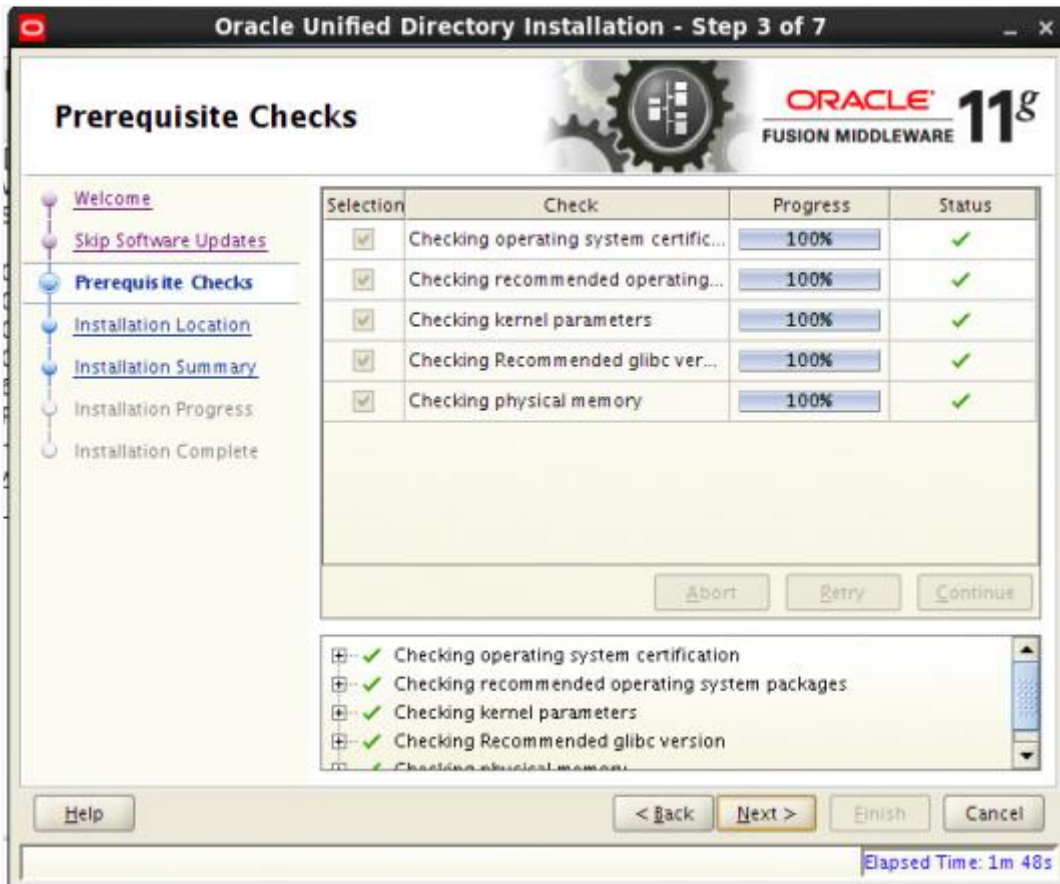 Oracle Unified Directory Installation - Step 3 of 7
Prerequisite Checks
ORACLE
FUSION MIDDLEWARE 11g
Welcome
Skip Software Updates
Prerequisite Checks
Installation Location
Installation Summary
Installation Progress
Installation Complete
Selection Check Progress Status
Checking operating system certific... 100%
Checking recommended operating... 100%
Checking kernel parameters 100%
Checking Recommended glibc ver... 100%
Checking physical memory 100%
Abort Retry Continue
Checking operating system certification
Checking recommended operating system packages
Checking kernel parameters
Checking Recommended glibc version
Checking physical memory
Help < Back Next > Finish Cancel
Elapsed Time: 1m 48s